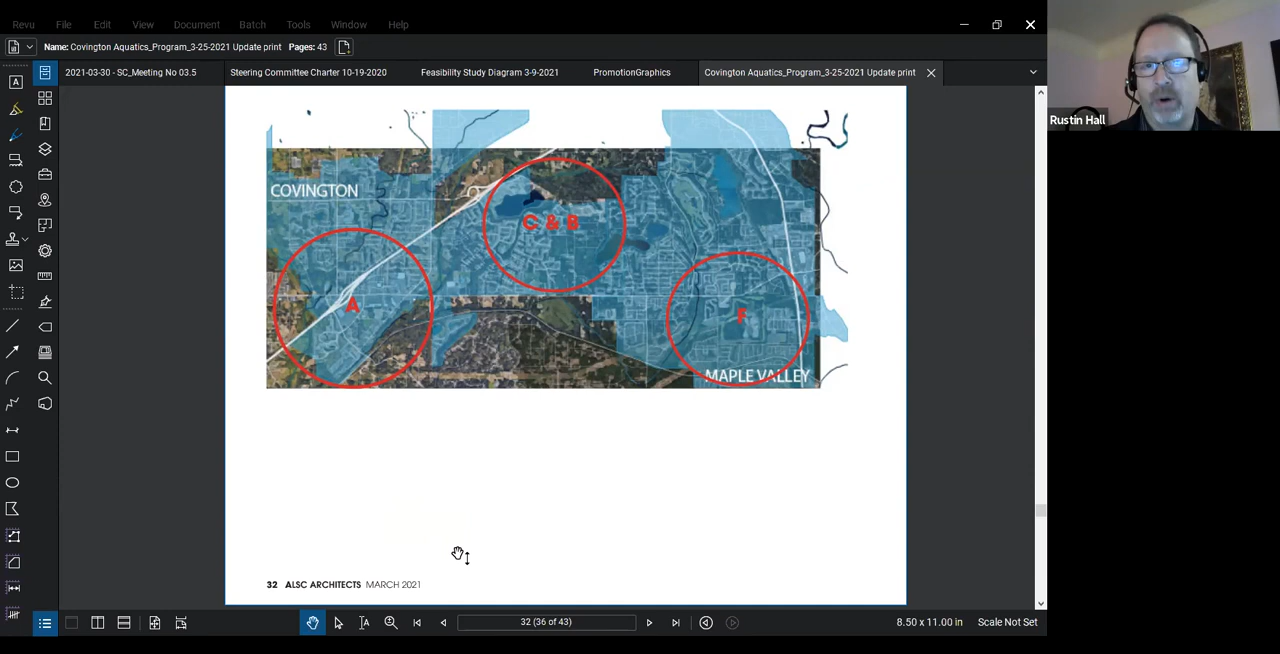 Revu File Edit View Document Batch Tools Window Help
Name: Covington Aquatics_Program_3-25-2021 Update print Pages: 43
2021-03-30 - SC_Meeting No 03.5 Steering Committee Charter 10-19-2020 Feasibility Study Diagram 3-9-2021 PromotionGraphics Covington Aquatics_Program_3-25-2021 Update print
Rustin Hall
COVINGTON
C & B
A
F
MAPLE VALLEY
32 ALSC ARCHITECTS MARCH 2021
32 (36 of 43) 8.50 x 11.00 in Scale Not Set